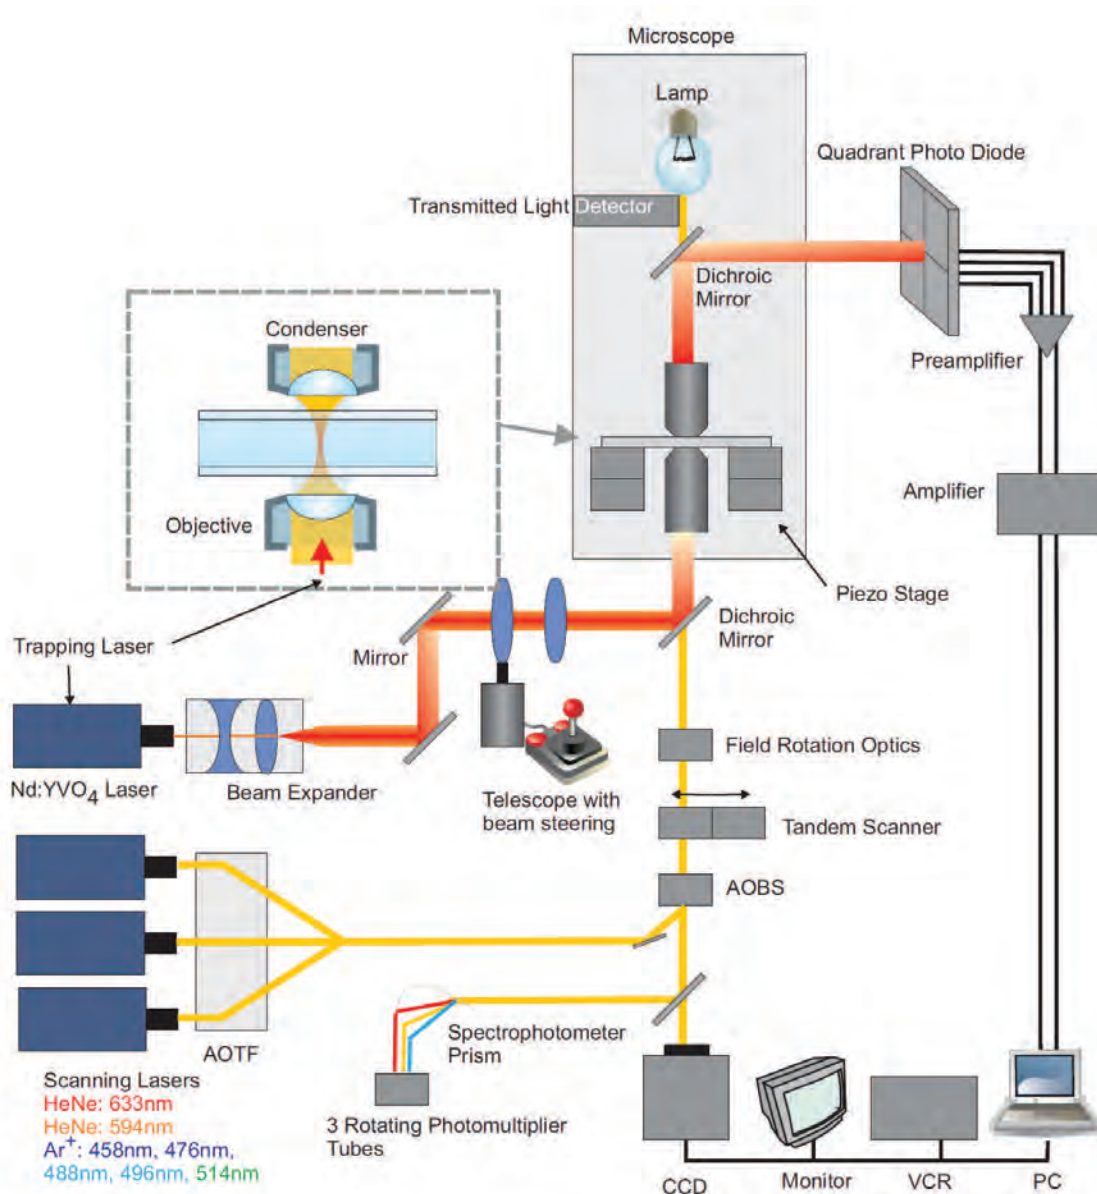 Microscope
Lamp
Quadrant Photo Diode
Transmitted Light Detector
Dichroic
Mirror
Condenser
Preamplifier
Amplifier
Objective
Piezo Stage
Dichroic
Mirror
Trapping Laser
Mirror
Field Rotation Optics
Nd:YVO4 Laser
Beam Expander
Telescope with
beam steering
Tandem Scanner
AOBS
Spectrophotometer
Prism
AOTF
Scanning Lasers
HeNe: 633nm
HeNe: 594nm
Ar+: 458nm, 476nm,
488nm, 496nm, 514nm
3 Rotating Photomultiplier
Tubes
CCD
Monitor
VCR
PC